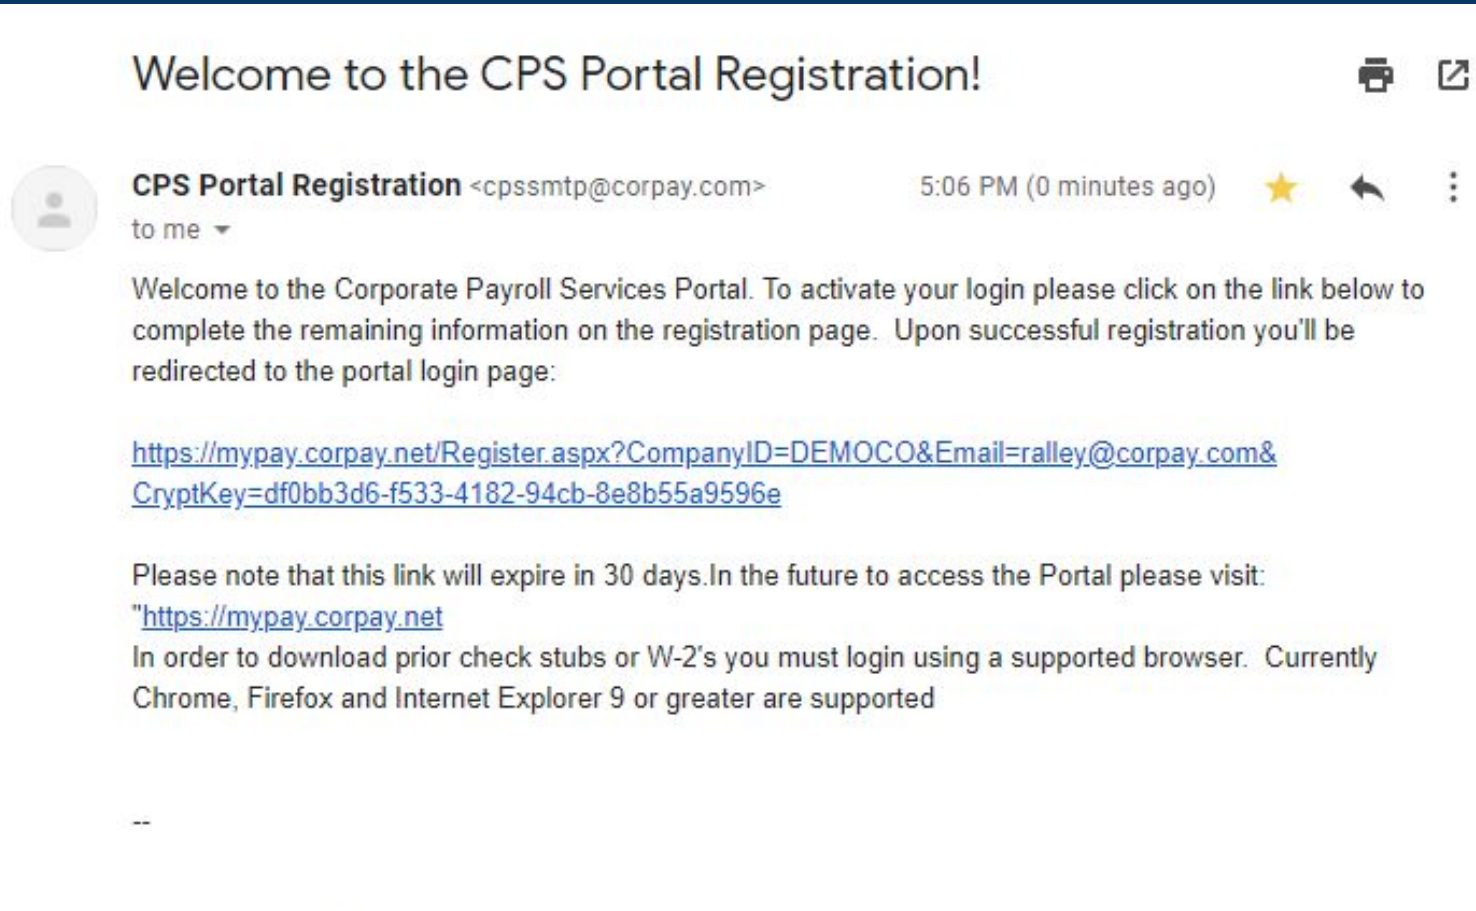 Welcome to the CPS Portal Registration!
CPS Portal Registration <cpssmtp@corpay.com> 5:06 PM (0 minutes ago)
to me
Welcome to the Corporate Payroll Services Portal. To activate your login please click on the link below to
complete the remaining information on the registration page.  Upon successful registration you'll be
redirected to the portal login page:
https://mypay.corpay.net/Register.aspx?CompanyID=DEMOCO&Email=ralley@corpay.com&
CryptKey=df0bb3d6-f533-4182-94cb-8e8b55a9596e
Please note that this link will expire in 30 days.In the future to access the Portal please visit:
"https://mypay.corpay.net
In order to download prior check stubs or W-2's you must login using a supported browser.  Currently
Chrome, Firefox and Internet Explorer 9 or greater are supported
--